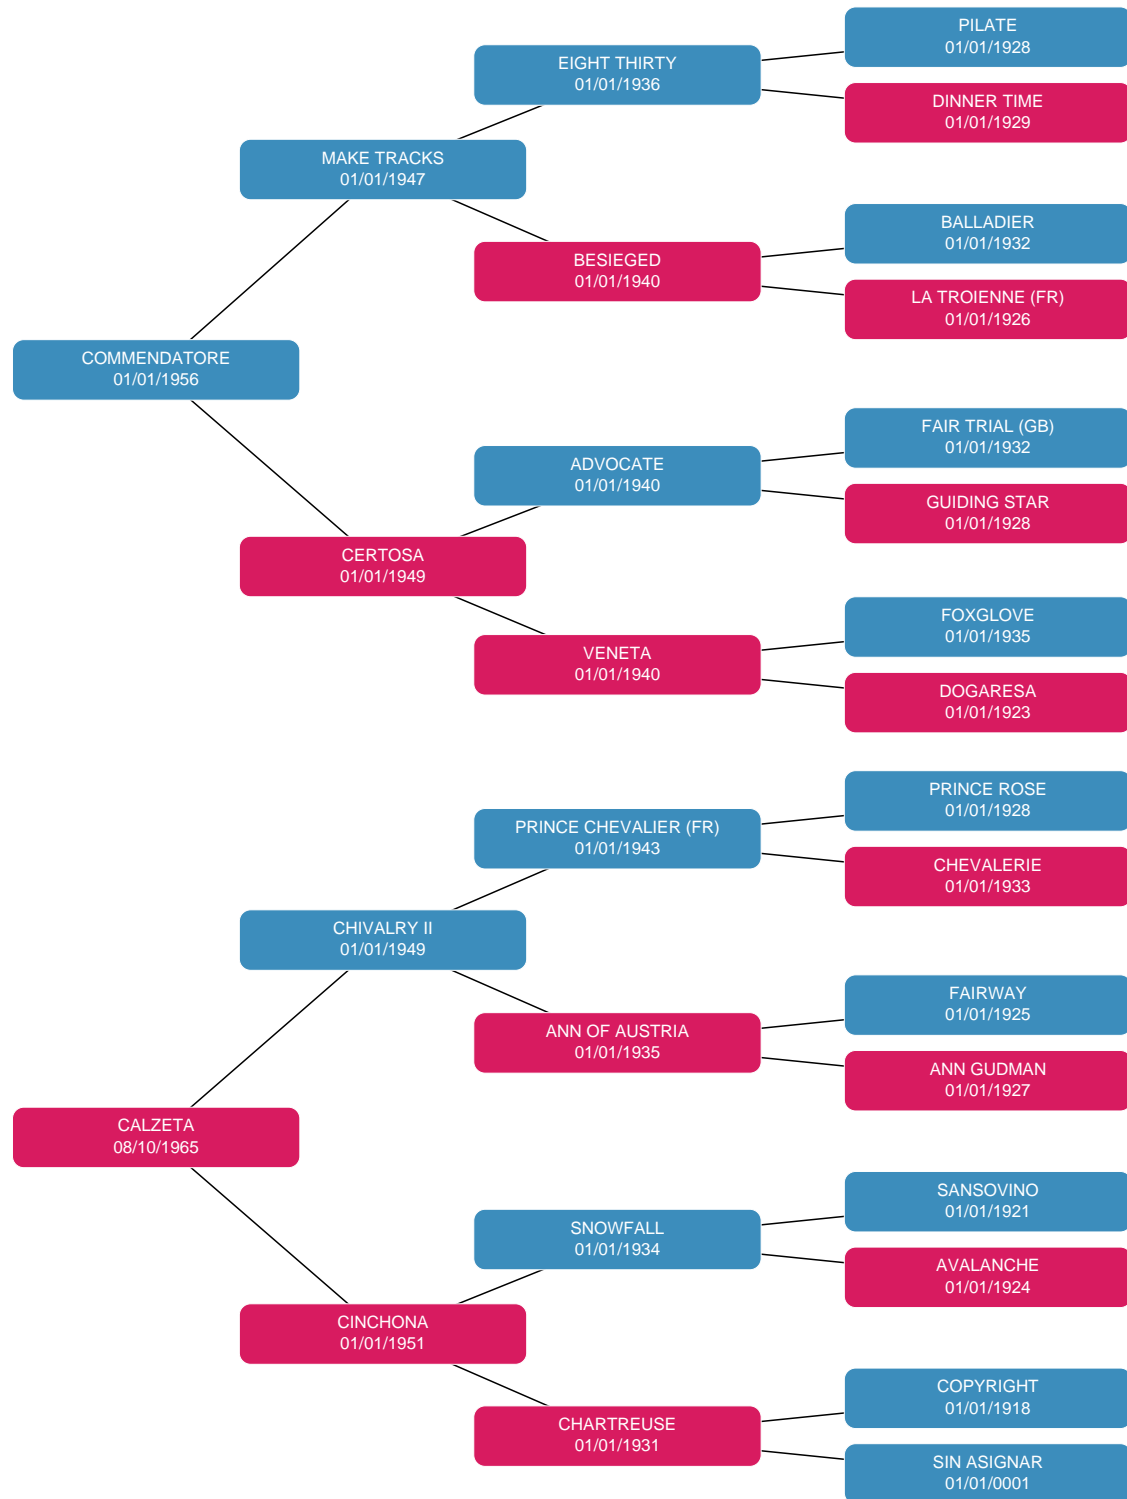 PILATE
01/01/1928
EIGHT THIRTY
01/01/1936
DINNER TIME
01/01/1929
MAKE TRACKS
01/01/1947
BALLADIER
01/01/1932
BESIEGED
01/01/1940
LA TROIENNE (FR)
01/01/1926
COMMENDATORE
01/01/1956
FAIR TRIAL (GB)
01/01/1932
ADVOCATE
01/01/1940
GUIDING STAR
01/01/1928
CERTOSA
01/01/1949
FOXGLOVE
01/01/1935
VENETA
01/01/1940
DOGARESA
01/01/1923
PRINCE ROSE
01/01/1928
PRINCE CHEVALIER (FR)
01/01/1943
CHEVALERIE
01/01/1933
CHIVALRY II
01/01/1949
FAIRWAY
01/01/1925
ANN OF AUSTRIA
01/01/1935
ANN GUDMAN
01/01/1927
CALZETA
08/10/1965
SANSOVINO
01/01/1921
SNOWFALL
01/01/1934
AVALANCHE
01/01/1924
CINCHONA
01/01/1951
COPYRIGHT
01/01/1918
CHARTREUSE
01/01/1931
SIN ASIGNAR
01/01/0001